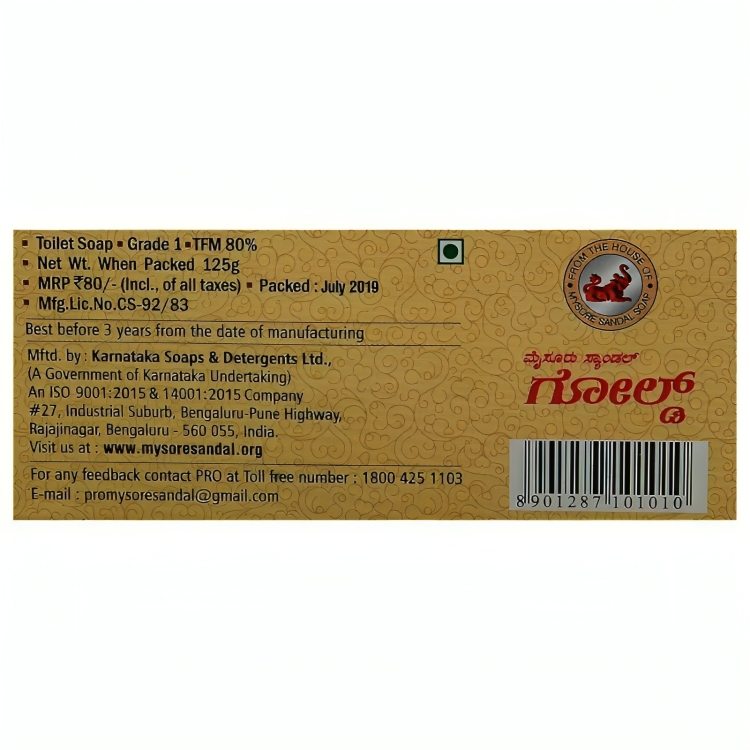 ▪ Toilet Soap ▪ Grade 1 ▪ TFM 80%
▪ Net Wt. When Packed 125g
▪ MRP ₹80/- (Incl., of all taxes) ▪ Packed : July 2019
▪ Mfg.Lic.No.CS-92/83
Best before 3 years from the date of manufacturing
Mftd. by : Karnataka Soaps & Detergents Ltd.,
(A Government of Karnataka Undertaking)
An ISO 9001:2015 & 14001:2015 Company
#27, Industrial Suburb, Bengaluru-Pune Highway,
Rajajinagar, Bengaluru - 560 055, India.
Visit us at : www.mysoresandal.org
For any feedback contact PRO at Toll free number : 1800 425 1103
E-mail : promysoresandal@gmail.com
• FROM THE HOUSE OF •
MYSORE SANDAL SOAP
ಮೈಸೂರು ಸ್ಯಾಂಡಲ್
ಗೋಲ್ಡ್
8 901287 101010